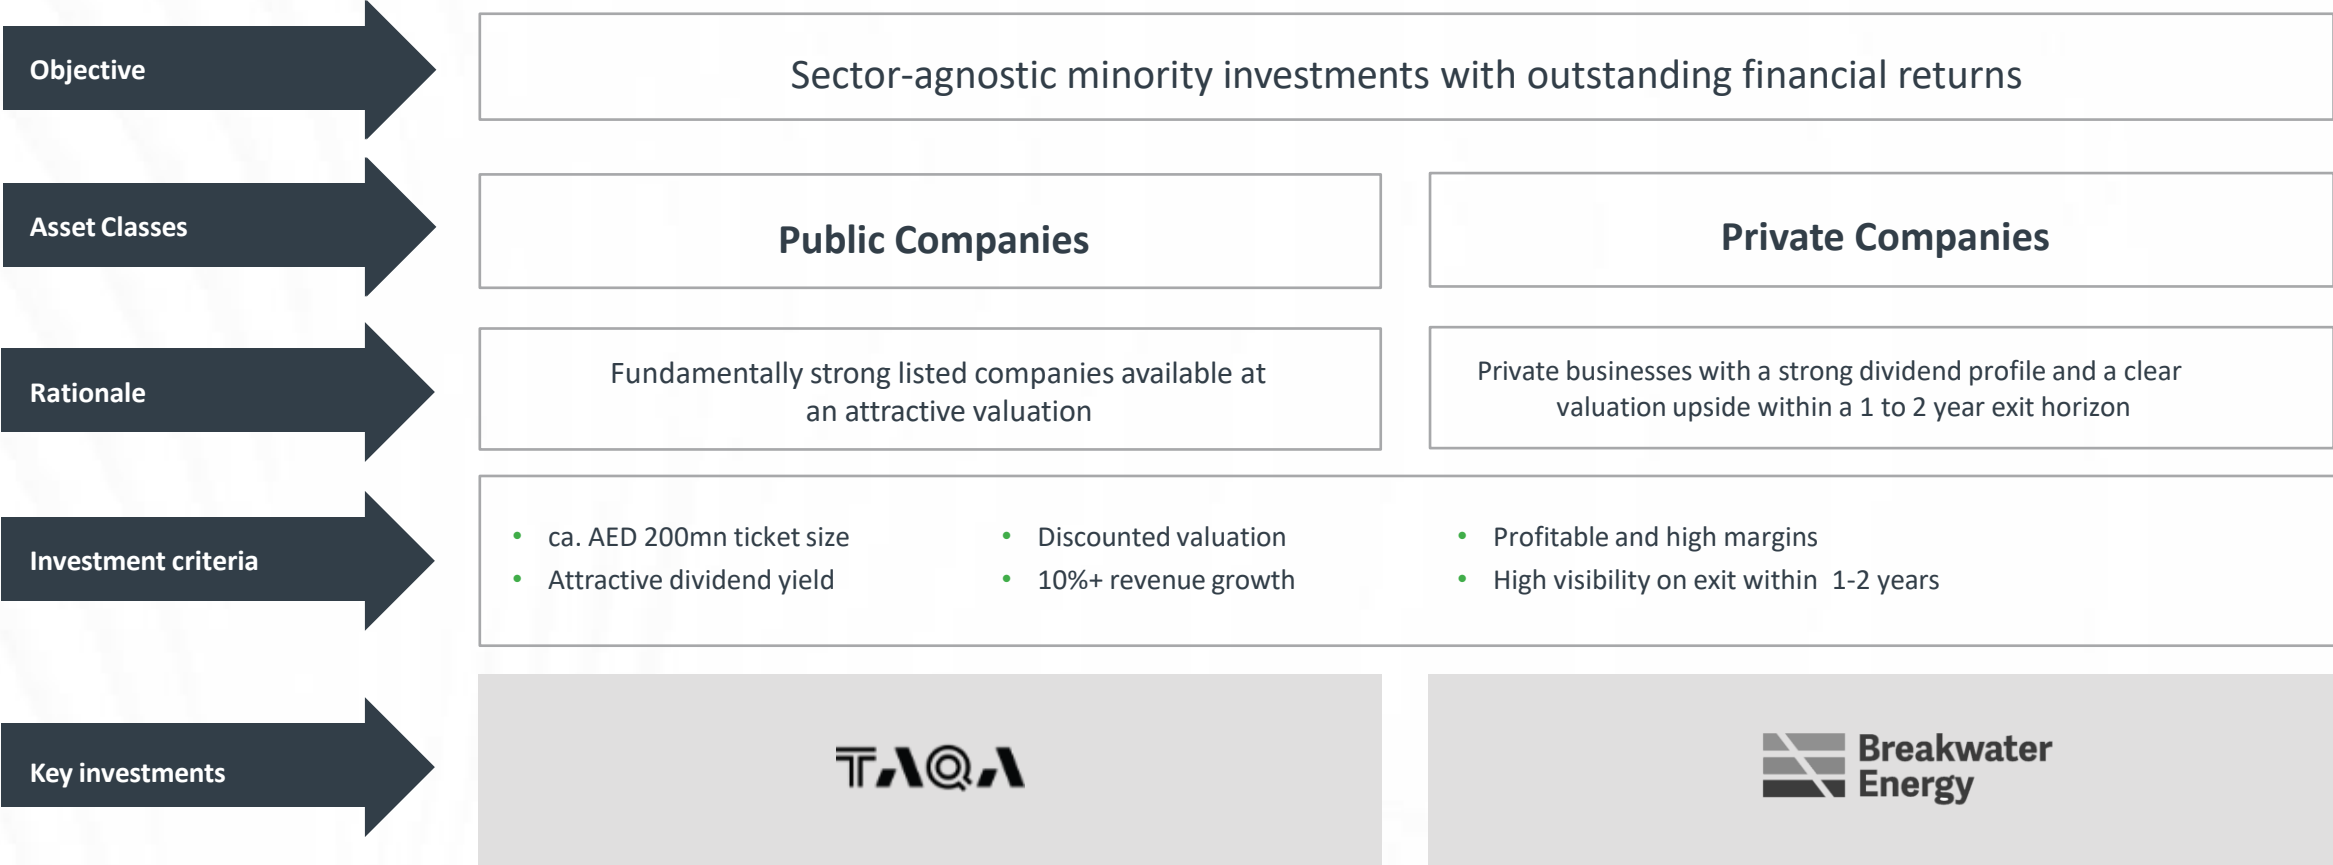 Objective
Sector-agnostic minority investments with outstanding financial returns
Asset Classes
Public Companies
Private Companies
Rationale
Fundamentally strong listed companies available at
an attractive valuation
Private businesses with a strong dividend profile and a clear
valuation upside within a 1 to 2 year exit horizon
Investment criteria
• ca. AED 200mn ticket size
• Attractive dividend yield
• Discounted valuation
• 10%+ revenue growth
• Profitable and high margins
• High visibility on exit within 1-2 years
Key investments
TAQA
Breakwater
Energy